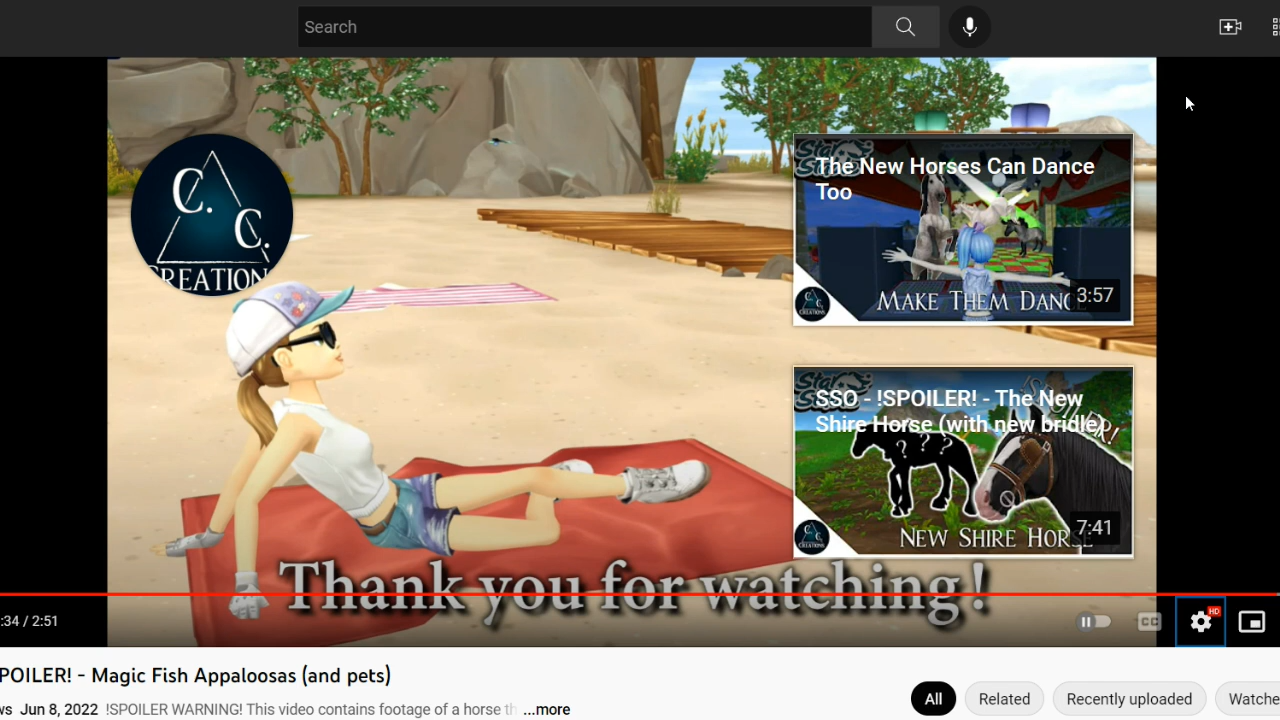 Search
C.
C.
CREATION
The New Horses Can Dance
Too
MAKE THEM DANC
3:57
SSO - !SPOILER! - The New
Shire Horse (with new bridle)
? ? ?
7:41
NEW SHIRE HORSE
Thank you for watching!
:34 / 2:51
CC
HD
POILER! - Magic Fish Appaloosas (and pets)
ws Jun 8, 2022 !SPOILER WARNING! This video contains footage of a horse th ...more
All Related Recently uploaded Watche